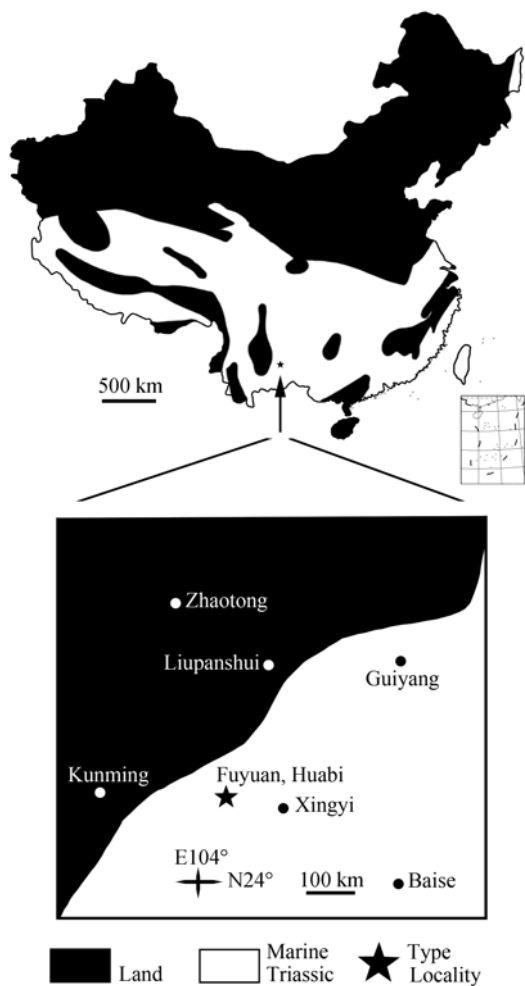 500 km
Zhaotong
Liupanshui
Guiyang
Kunming
Fuyuan, Huabi
Xingyi
E104°
N24°
100 km
Baise
Land
Marine
Triassic
Type
Locality